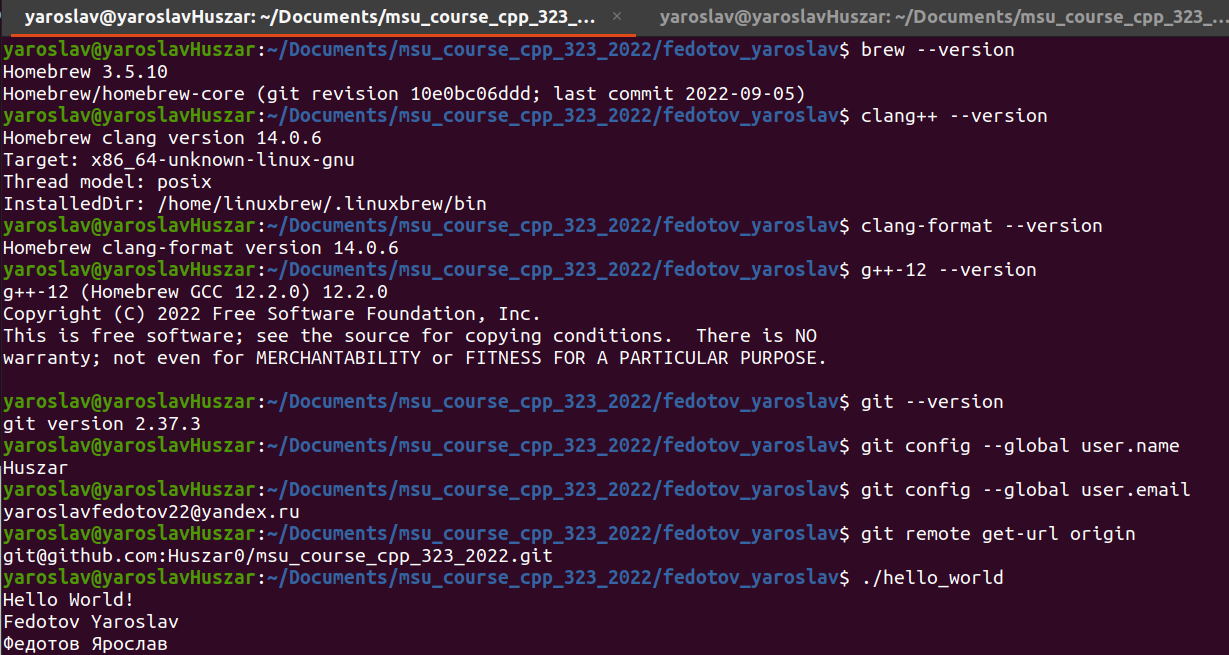 yaroslav@yaroslavHuszar: ~/Documents/msu_course_cpp_323_... × yaroslav@yaroslavHuszar: ~/Documents/msu_course_cpp_323_...
yaroslav@yaroslavHuszar:~/Documents/msu_course_cpp_323_2022/fedotov_yaroslav$ brew --version
Homebrew 3.5.10
Homebrew/homebrew-core (git revision 10e0bc06ddd; last commit 2022-09-05)
yaroslav@yaroslavHuszar:~/Documents/msu_course_cpp_323_2022/fedotov_yaroslav$ clang++ --version
Homebrew clang version 14.0.6
Target: x86_64-unknown-linux-gnu
Thread model: posix
InstalledDir: /home/linuxbrew/.linuxbrew/bin
yaroslav@yaroslavHuszar:~/Documents/msu_course_cpp_323_2022/fedotov_yaroslav$ clang-format --version
Homebrew clang-format version 14.0.6
yaroslav@yaroslavHuszar:~/Documents/msu_course_cpp_323_2022/fedotov_yaroslav$ g++-12 --version
g++-12 (Homebrew GCC 12.2.0) 12.2.0
Copyright (C) 2022 Free Software Foundation, Inc.
This is free software; see the source for copying conditions.  There is NO
warranty; not even for MERCHANTABILITY or FITNESS FOR A PARTICULAR PURPOSE.
yaroslav@yaroslavHuszar:~/Documents/msu_course_cpp_323_2022/fedotov_yaroslav$ git --version
git version 2.37.3
yaroslav@yaroslavHuszar:~/Documents/msu_course_cpp_323_2022/fedotov_yaroslav$ git config --global user.name
Huszar
yaroslav@yaroslavHuszar:~/Documents/msu_course_cpp_323_2022/fedotov_yaroslav$ git config --global user.email
yaroslavfedotov22@yandex.ru
yaroslav@yaroslavHuszar:~/Documents/msu_course_cpp_323_2022/fedotov_yaroslav$ git remote get-url origin
git@github.com:Huszar0/msu_course_cpp_323_2022.git
yaroslav@yaroslavHuszar:~/Documents/msu_course_cpp_323_2022/fedotov_yaroslav$ ./hello_world
Hello World!
Fedotov Yaroslav
Федотов Ярослав